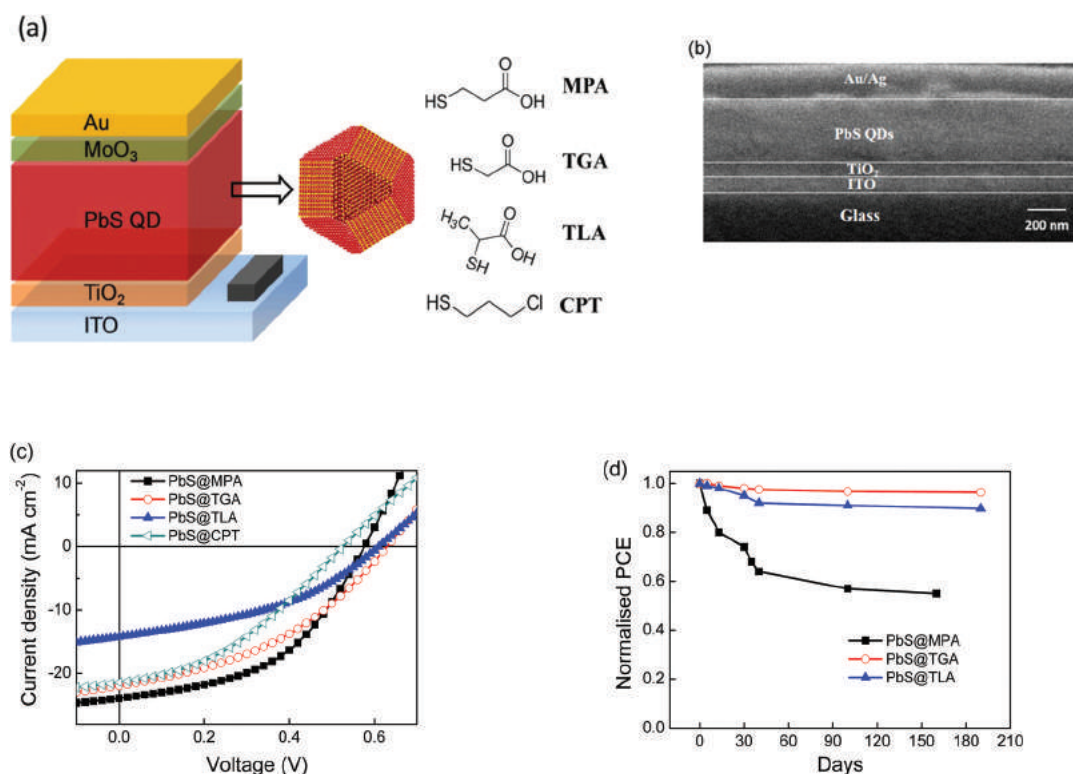 (a)
Au
MoO3
PbS QD
TiO2
ITO
HS
O
OH
MPA
HS
O
OH
TGA
H3C
O
OH
SH
TLA
HS
Cl
CPT
(b)
Au/Ag
PbS QDs
TiO2
ITO
Glass
200 nm
(c)
PbS@MPA
PbS@TGA
PbS@TLA
PbS@CPT
10
0
-10
-20
0.0 0.2 0.4 0.6
Current density (mA cm-2)
Voltage (V)
(d)
1.0
0.8
0.6
0.4
0.2
0.0
Normalised PCE
PbS@MPA
PbS@TGA
PbS@TLA
0 30 60 90 120 150 180 210
Days